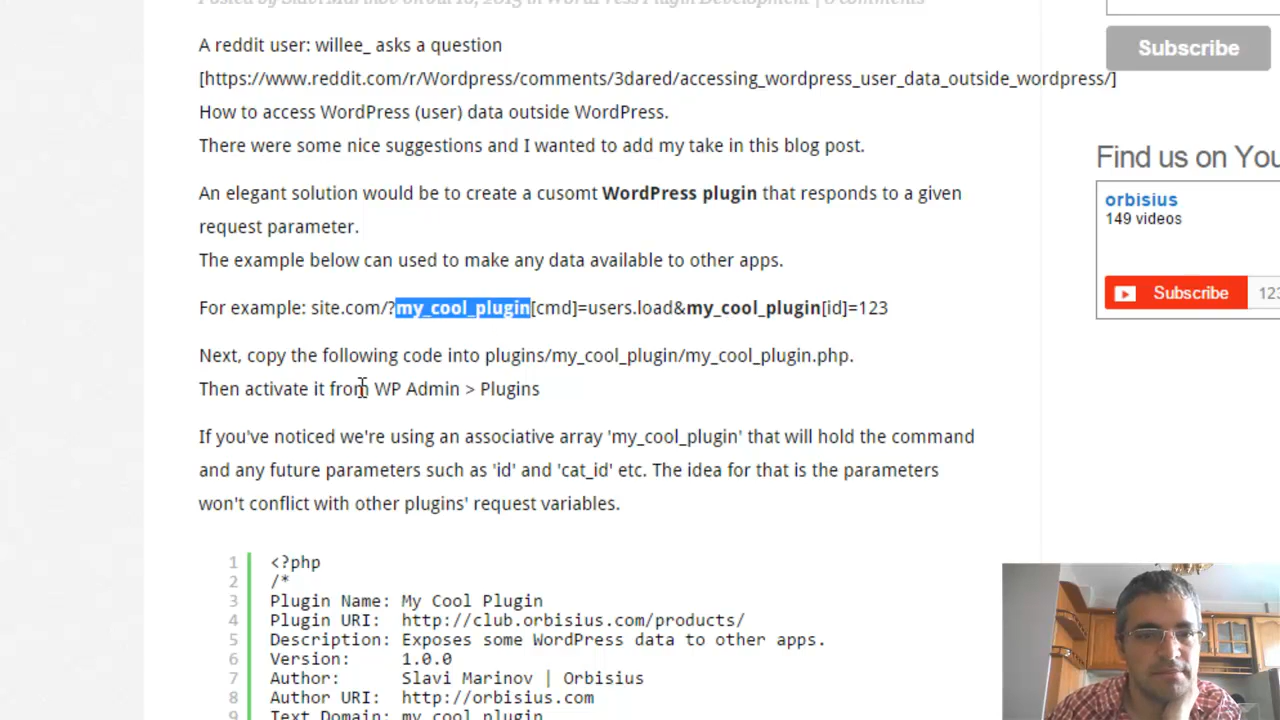 Posted by Slavi Marinov on Jul 16, 2015 in WordPress Plugin Development | 0 comments
A reddit user: willee_ asks a question
[https://www.reddit.com/r/Wordpress/comments/3dared/accessing_wordpress_user_data_outside_wordpress/]
How to access WordPress (user) data outside WordPress.
There were some nice suggestions and I wanted to add my take in this blog post.
An elegant solution would be to create a cusomt WordPress plugin that responds to a given
request parameter.
The example below can used to make any data available to other apps.
For example: site.com/?my_cool_plugin[cmd]=users.load&my_cool_plugin[id]=123
Next, copy the following code into plugins/my_cool_plugin/my_cool_plugin.php.
Then activate it from WP Admin > Plugins
If you've noticed we're using an associative array 'my_cool_plugin' that will hold the command
and any future parameters such as 'id' and 'cat_id' etc. The idea for that is the parameters
won't conflict with other plugins' request variables.
1 <?php
2 /*
3 Plugin Name: My Cool Plugin
4 Plugin URI: http://club.orbisius.com/products/
5 Description: Exposes some WordPress data to other apps.
6 Version: 1.0.0
7 Author: Slavi Marinov | Orbisius
8 Author URI: http://orbisius.com
9 Text Domain: my_cool_plugin
Subscribe
Find us on You
orbisius
149 videos
Subscribe 123